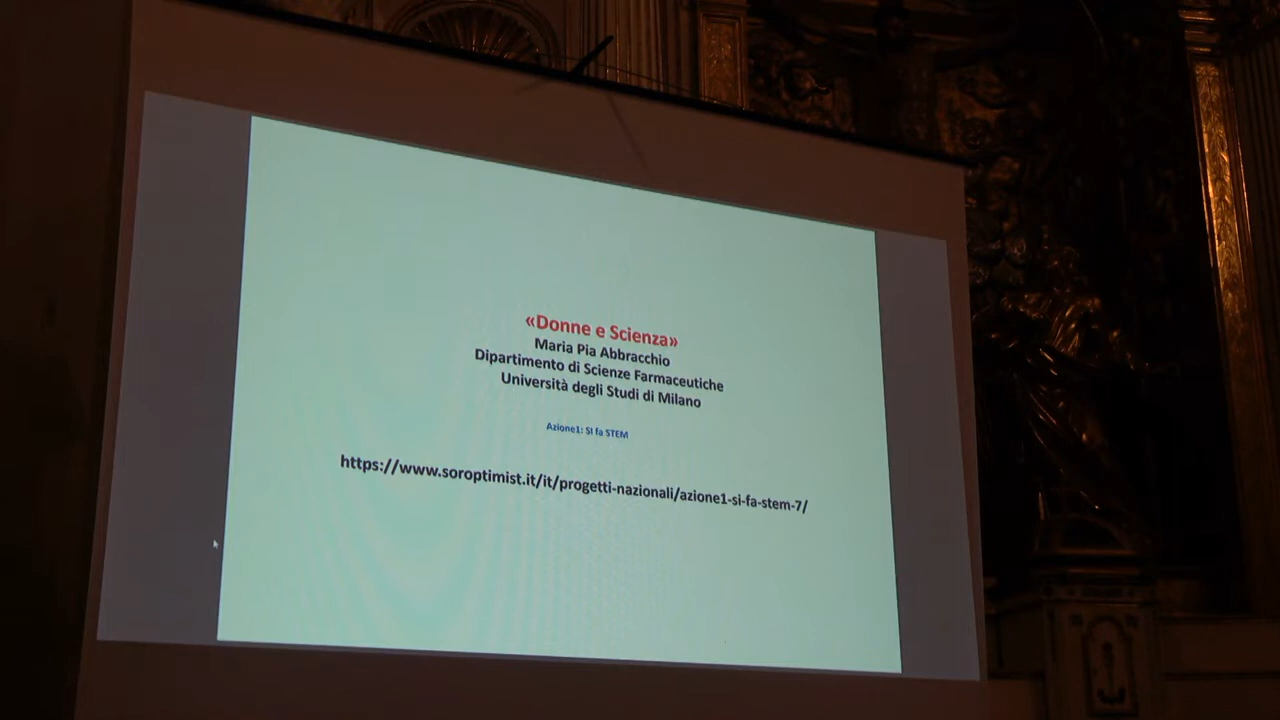 «Donne e Scienza»
Maria Pia Abbracchio
Dipartimento di Scienze Farmaceutiche
Università degli Studi di Milano
Azione1: SI fa STEM
https://www.soroptimist.it/it/progetti-nazionali/azione1-si-fa-stem-7/